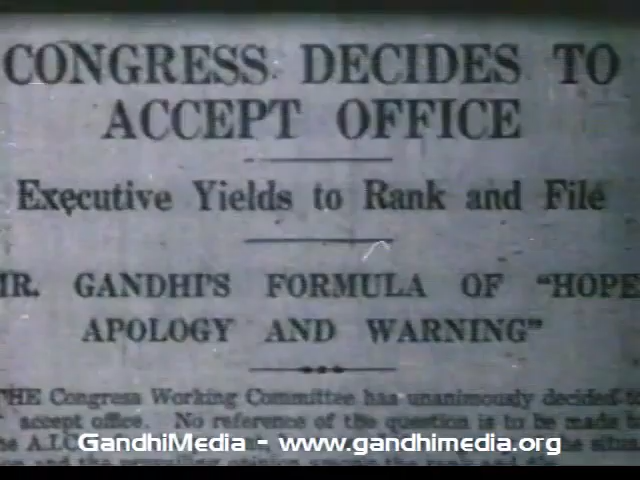 CONGRESS DECIDES TO
ACCEPT OFFICE
Executive Yields to Rank and File
IR. GANDHI'S FORMULA OF "HOPE
APOLOGY AND WARNING"
THE Congress Working Committee has unanimously decided to
accept office. No reference of the question is to be made
GandhiMedia - www.gandhimedia.org